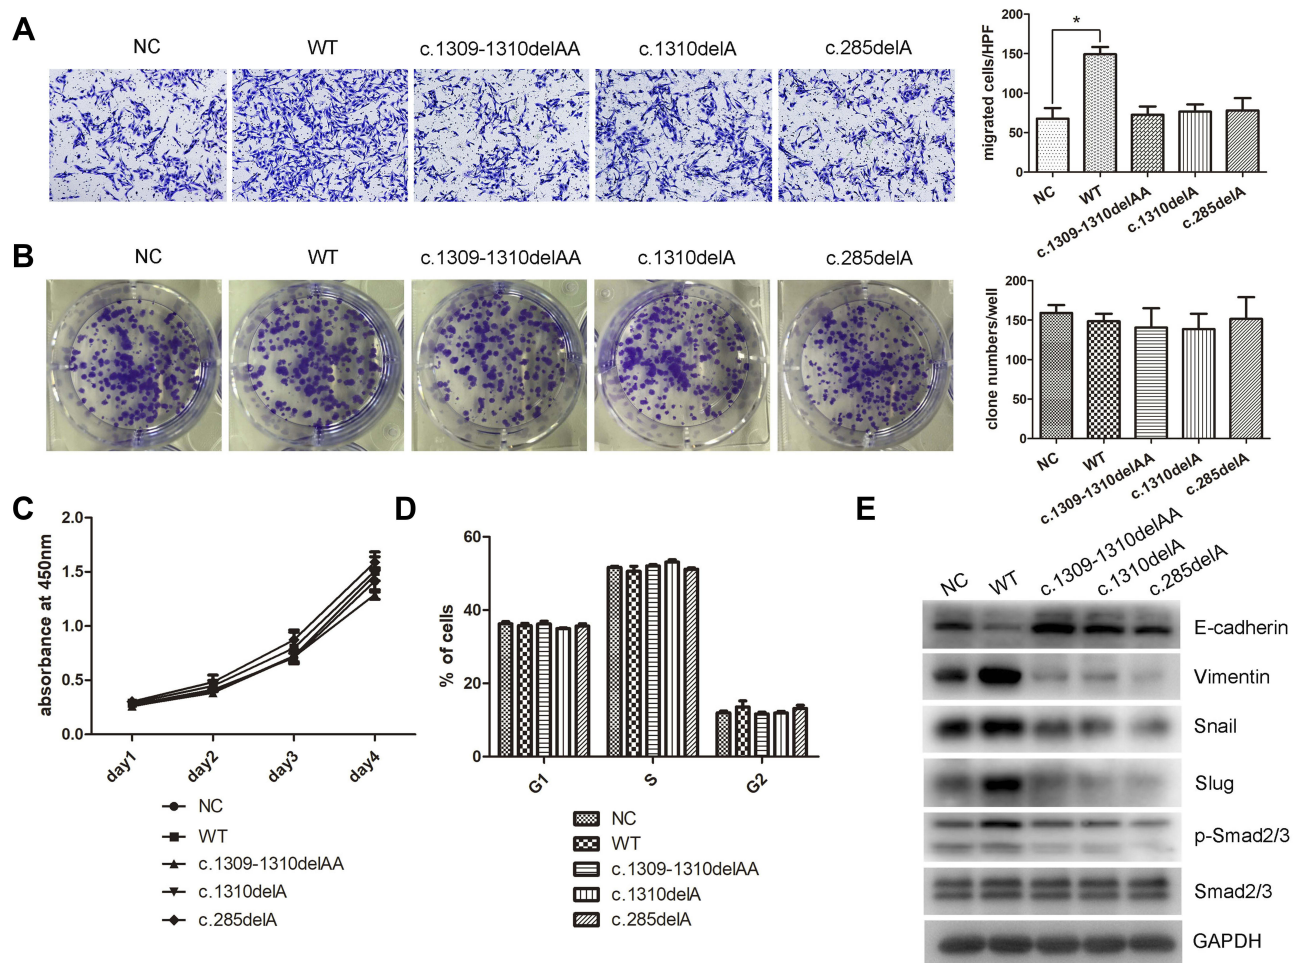 A
NC WT c.1309-1310delAA c.1310delA c.285delA
migrated cells/HPF
200
150
100
50
0
*
NC WT c.1309-1310delAA c.1310delA c.285delA
B
NC WT c.1309-1310delAA c.1310delA c.285delA
clone numbers/well
200
150
100
50
0
NC WT c.1309-1310delAA c.1310delA c.285delA
C
absorbance at 450nm
2.0
1.5
1.0
0.5
0.0
day1 day2 day3 day4
NC
WT
c.1309-1310delAA
c.1310delA
c.285delA
D
% of cells
60
40
20
0
G1 S G2
NC
WT
c.1309-1310delAA
c.1310delA
c.285delA
E
NC WT c.1309-1310delAA c.1310delA c.285delA
E-cadherin
Vimentin
Snail
Slug
p-Smad2/3
Smad2/3
GAPDH